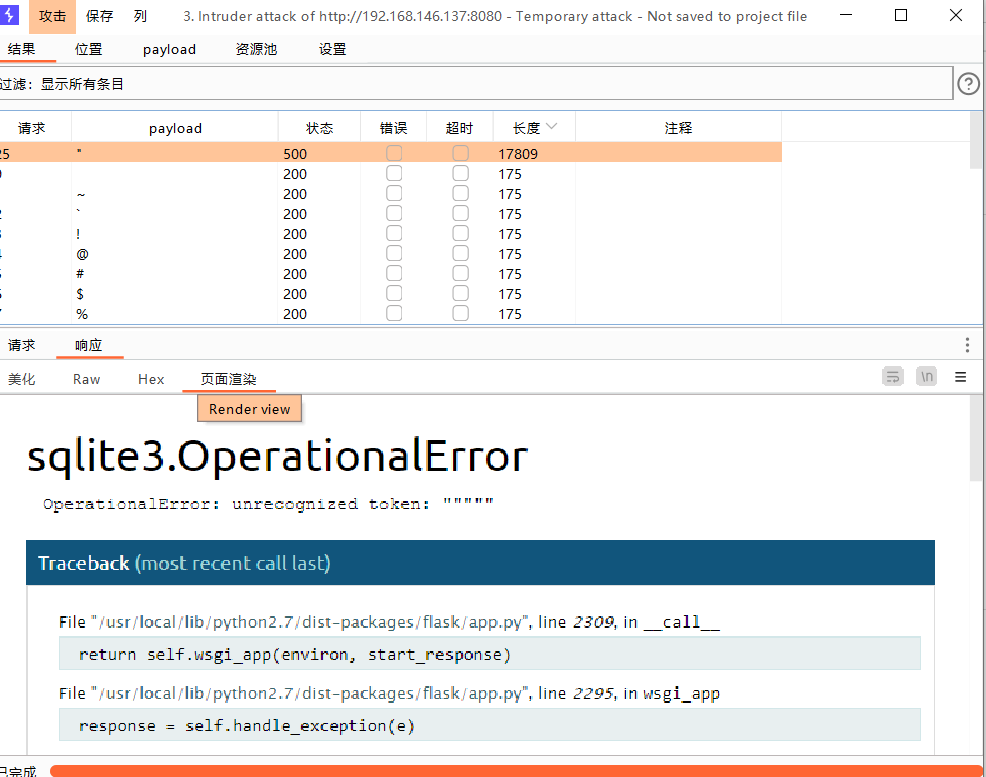 攻击 保存 列 3. Intruder attack of http://192.168.146.137:8080 - Temporary attack - Not saved to project file
结果 位置 payload 资源池 设置
过滤：显示所有条目
请求 payload 状态 错误 超时 长度 注释
25 " 500 17809
200 175
~ 200 175
` 200 175
! 200 175
@ 200 175
# 200 175
$ 200 175
% 200 175
请求 响应
美化 Raw Hex 页面渲染 \n
Render view
sqlite3.OperationalError
OperationalError: unrecognized token: """""
Traceback (most recent call last)
File "/usr/local/lib/python2.7/dist-packages/flask/app.py", line 2309, in __call__
return self.wsgi_app(environ, start_response)
File "/usr/local/lib/python2.7/dist-packages/flask/app.py", line 2295, in wsgi_app
response = self.handle_exception(e)
已完成